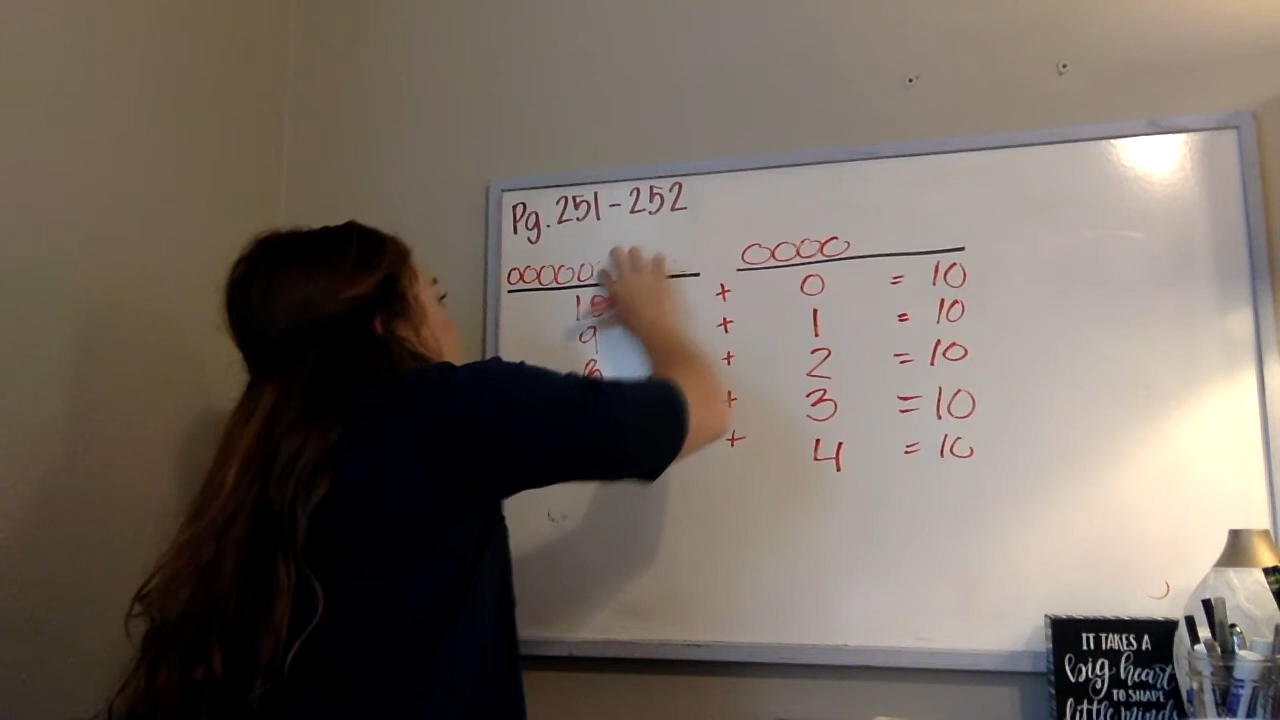 Pg. 251-252
OOOOO OOOO
10 + 0 = 10
9 + 1 = 10
8 + 2 = 10
+ 3 = 10
+ 4 = 10
IT TAKES A
big heart
TO SHAPE
little minds